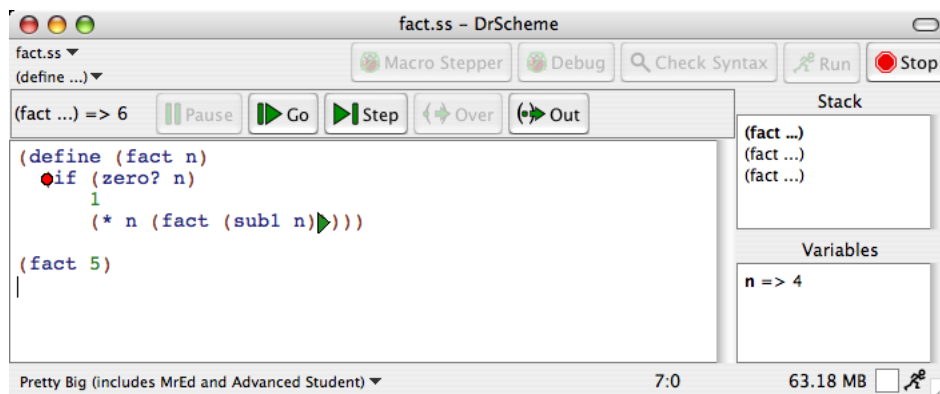 fact.ss – DrScheme
fact.ss
(define ...)
Macro Stepper Debug Check Syntax Run Stop
(fact ...) => 6 Pause Go Step Over Out
(define (fact n)
if (zero? n)
1
(* n (fact (sub1 n))))
(fact 5)
Stack
(fact ...)
(fact ...)
(fact ...)
Variables
n => 4
Pretty Big (includes MrEd and Advanced Student) 7:0 63.18 MB